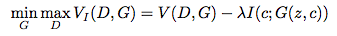 min max V_I(D, G) = V(D, G) − λI(c; G(z, c))
G D